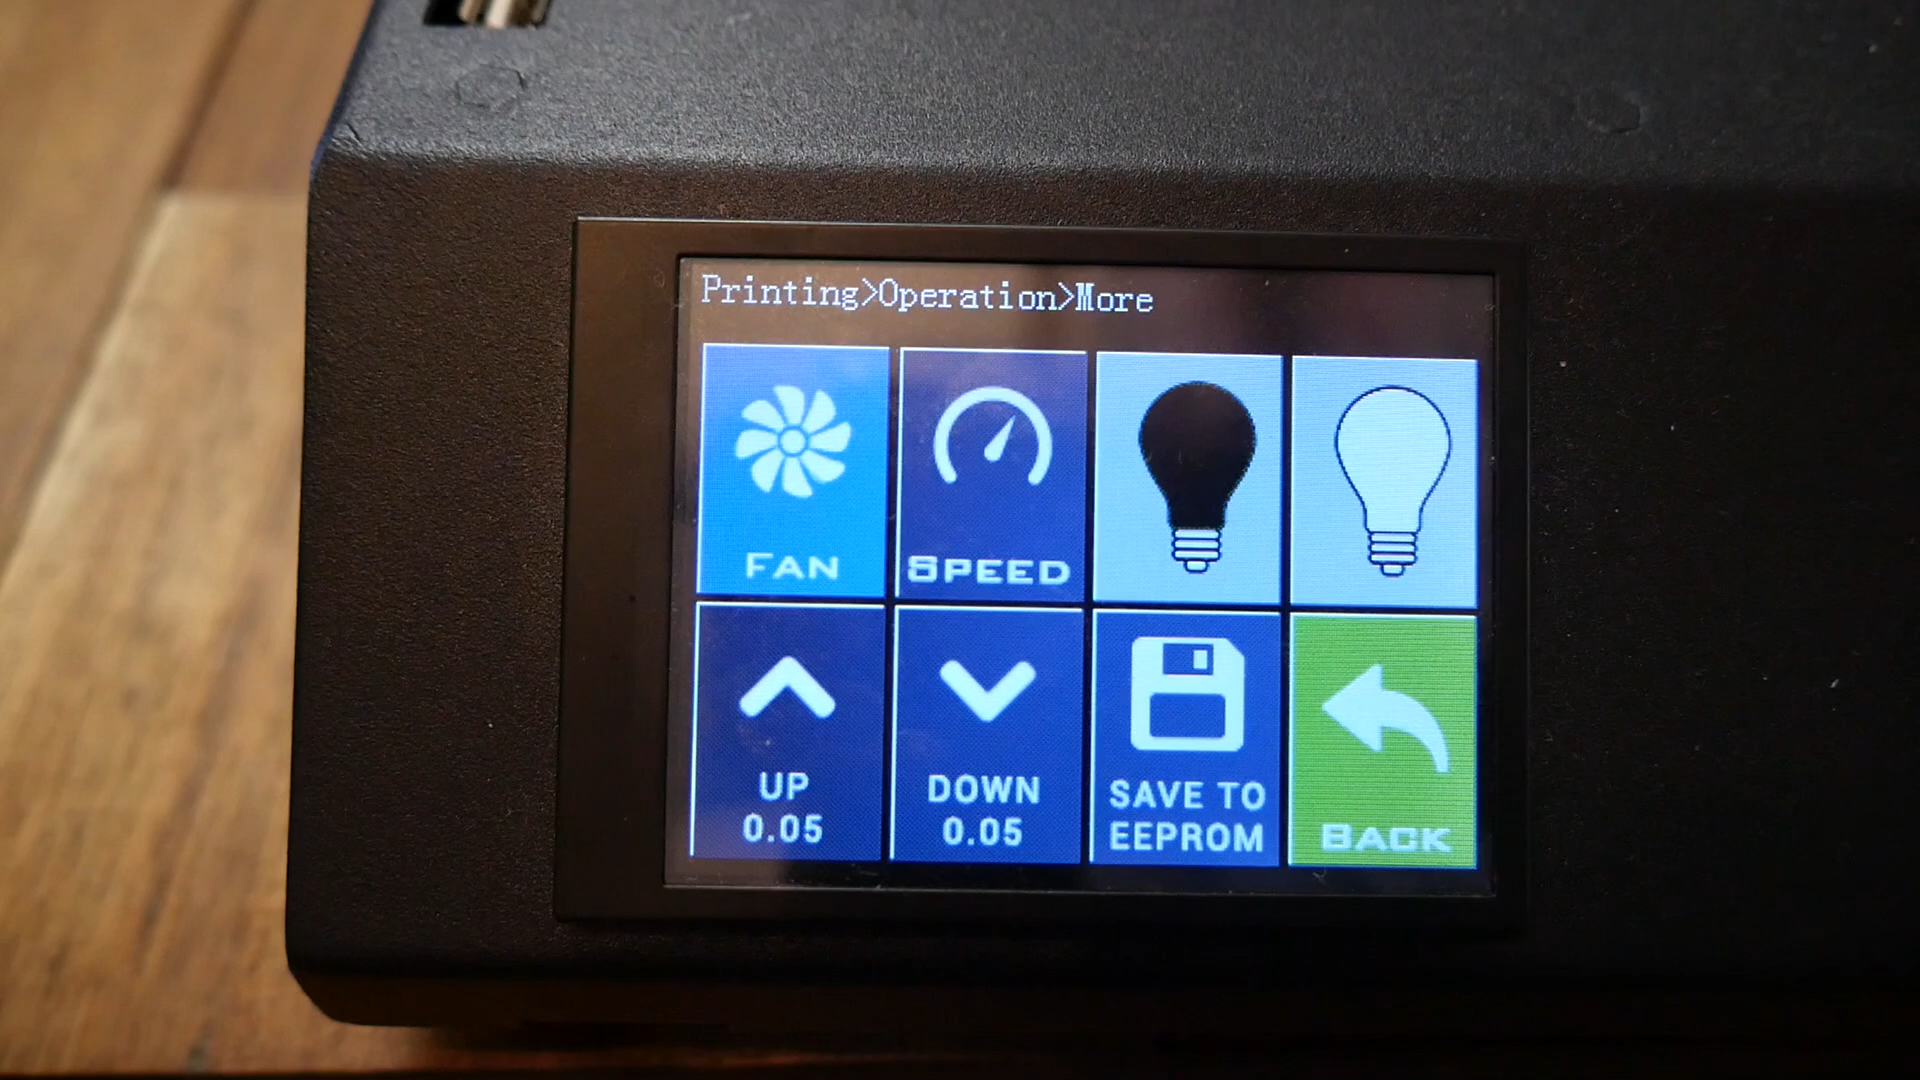 Printing>Operation>More
FAN
SPEED
UP
0.05
DOWN
0.05
SAVE TO
EEPROM
BACK